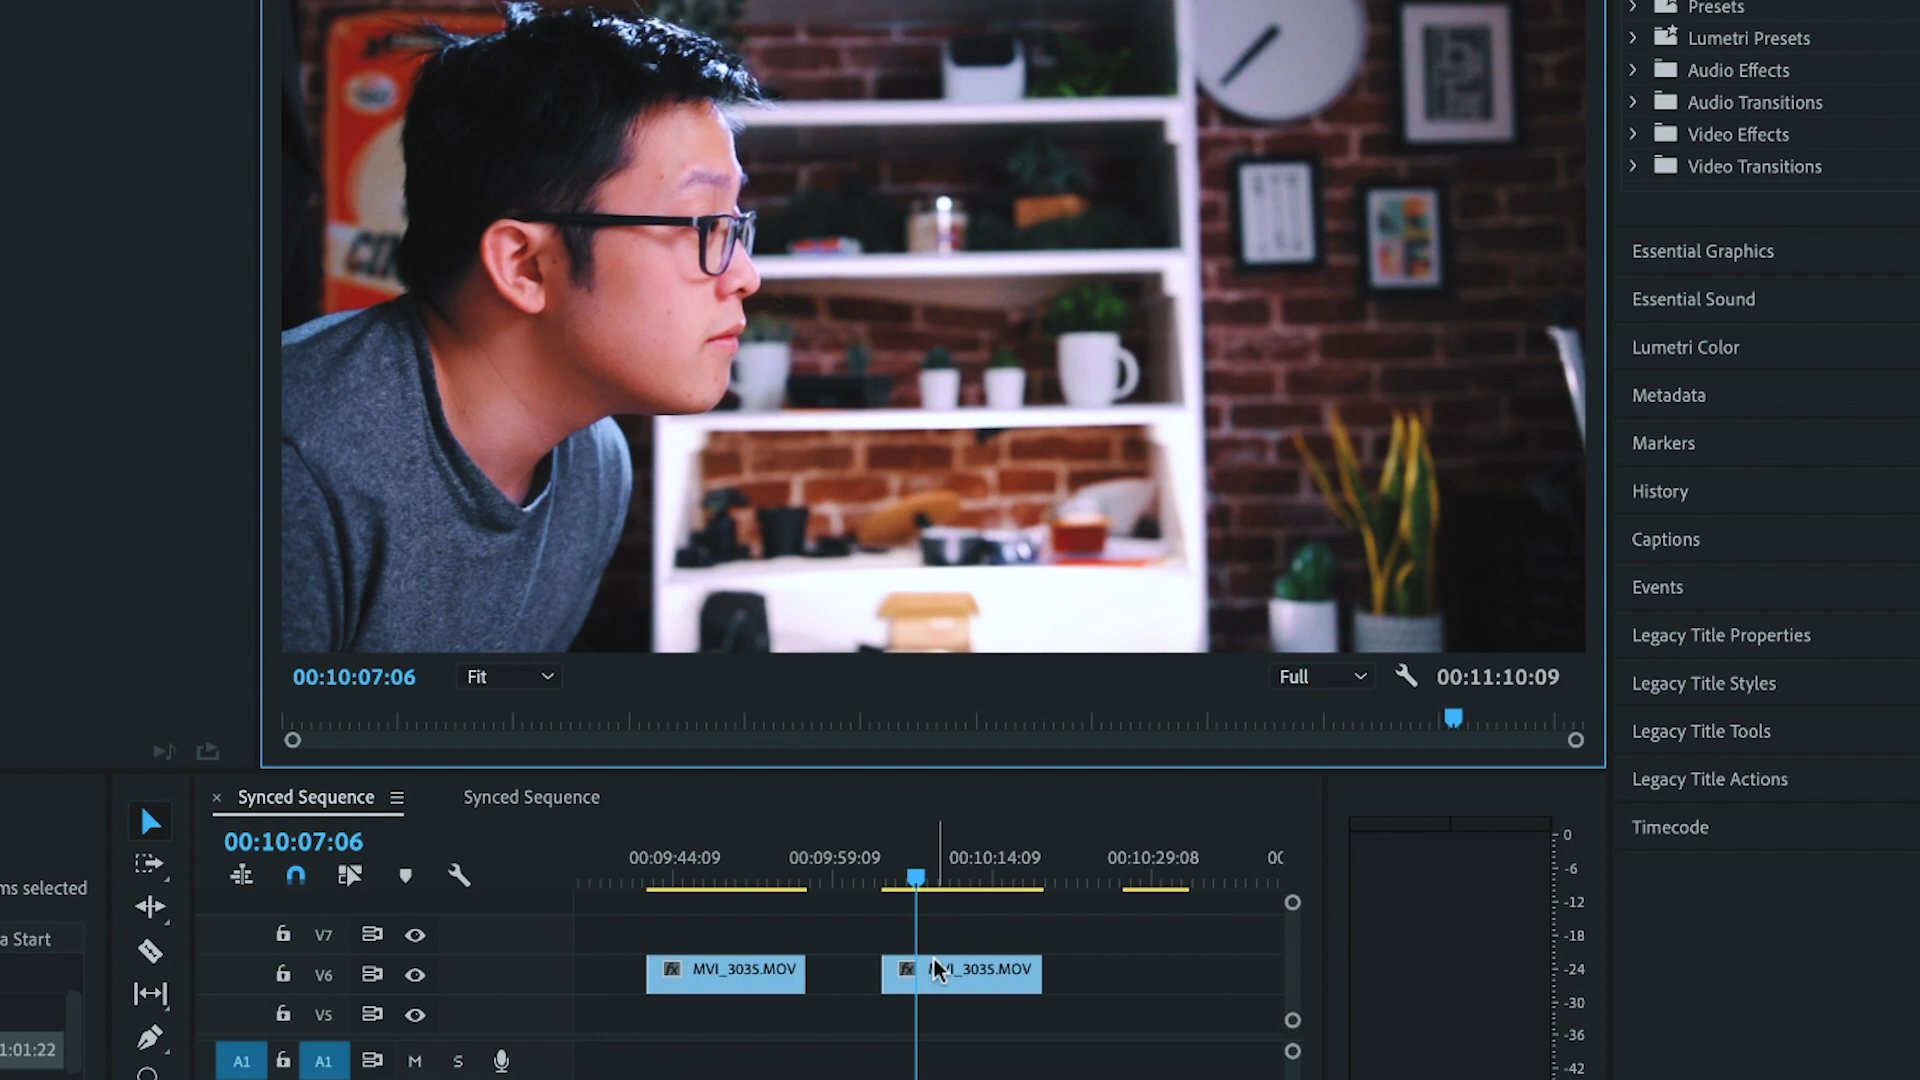 Presets
Lumetri Presets
Audio Effects
Audio Transitions
Video Effects
Video Transitions
Essential Graphics
Essential Sound
Lumetri Color
Metadata
Markers
History
Captions
Events
Legacy Title Properties
Legacy Title Styles
Legacy Title Tools
Legacy Title Actions
Timecode
00:10:07:06
Fit
Full
00:11:10:09
× Synced Sequence
Synced Sequence
00:10:07:06
00:09:44:09
00:09:59:09
00:10:14:09
00:10:29:08
ms selected
a Start
1:01:22
V7
V6
fx MVI_3035.MOV
fx MVI_3035.MOV
V5
A1
A1
M
S
0
-6
-12
-18
-24
-30
-36
-42